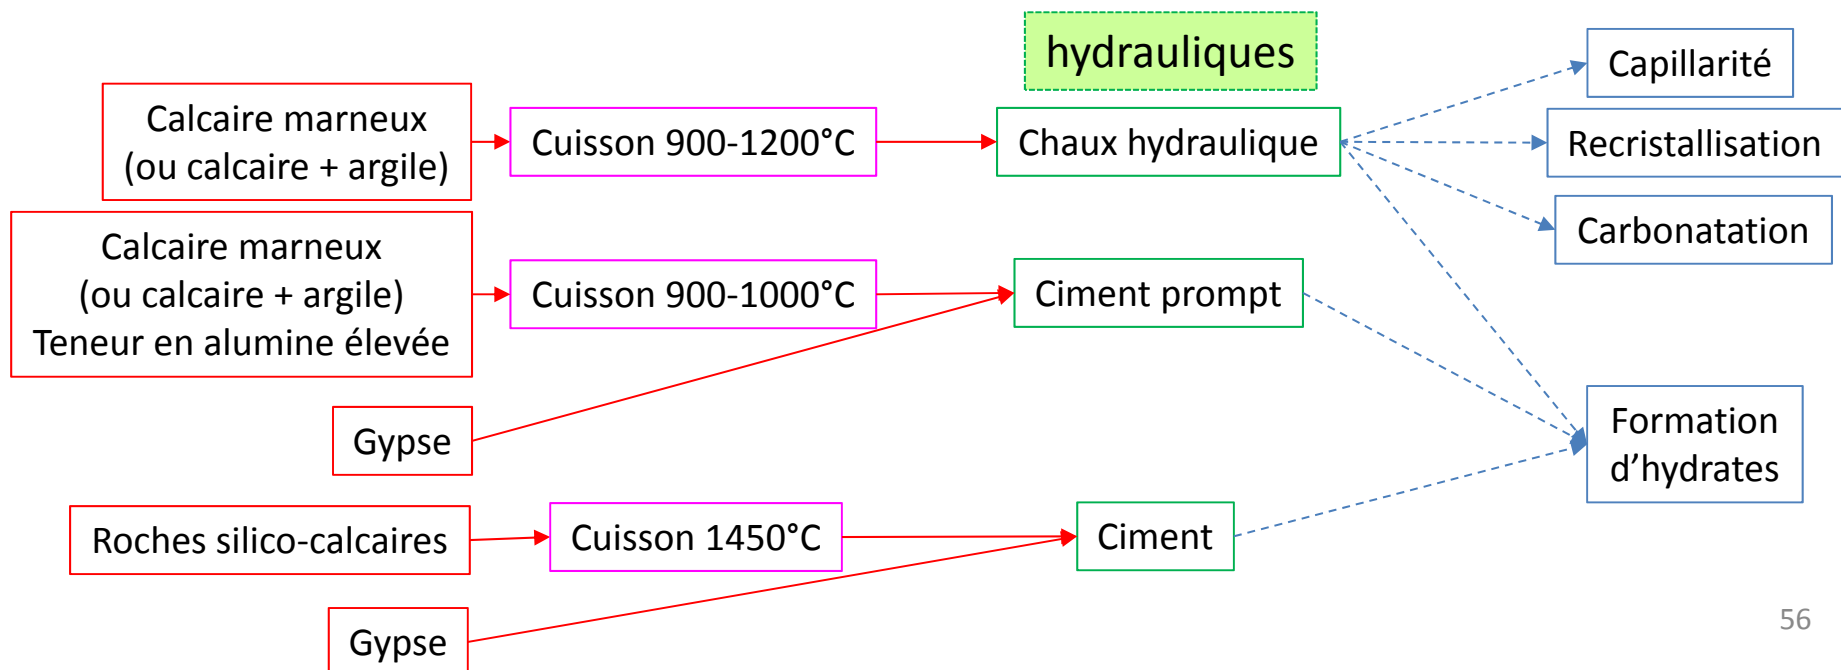 hydrauliques
Calcaire marneux
(ou calcaire + argile)
Cuisson 900-1200°C
Chaux hydraulique
Capillarité
Recristallisation
Carbonatation
Calcaire marneux
(ou calcaire + argile)
Teneur en alumine élevée
Cuisson 900-1000°C
Ciment prompt
Gypse
Formation
d’hydrates
Roches silico-calcaires
Cuisson 1450°C
Ciment
Gypse
56